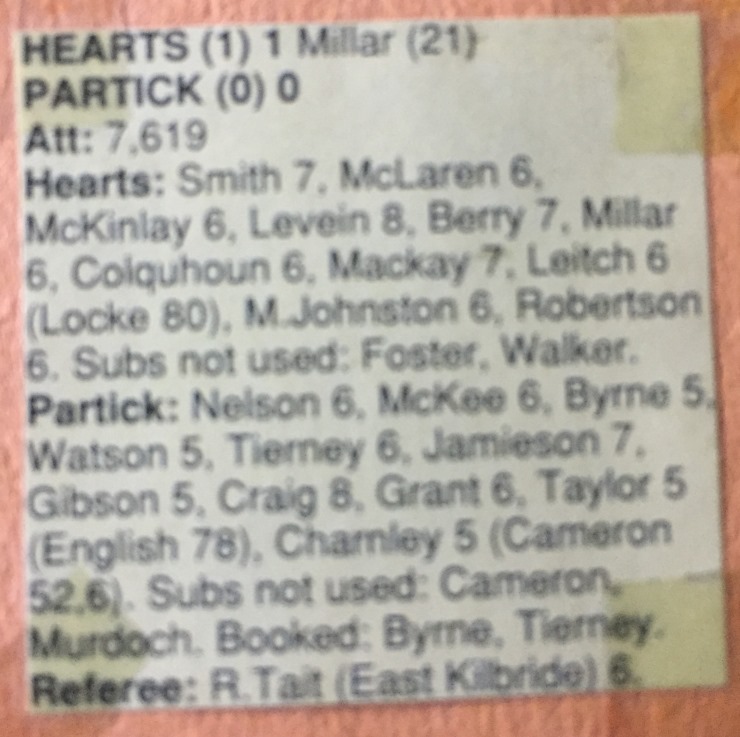 HEARTS (1) 1 Millar (21)
PARTICK (0) 0
Att: 7,619
Hearts: Smith 7, McLaren 6,
McKinlay 6, Levein 8, Berry 7, Millar
6, Colquhoun 6, Mackay 7, Leitch 6
(Locke 80), M.Johnston 6, Robertson
6. Subs not used: Foster, Walker.
Partick: Nelson 6, McKee 6, Byrne 5,
Watson 5, Tierney 6, Jamieson 7,
Gibson 5, Craig 8, Grant 6, Taylor 5
(English 78), Charnley 5 (Cameron
52,6). Subs not used: Cameron,
Murdoch. Booked: Byrne, Tierney.
Referee: R.Tait (East Kilbride) 6.